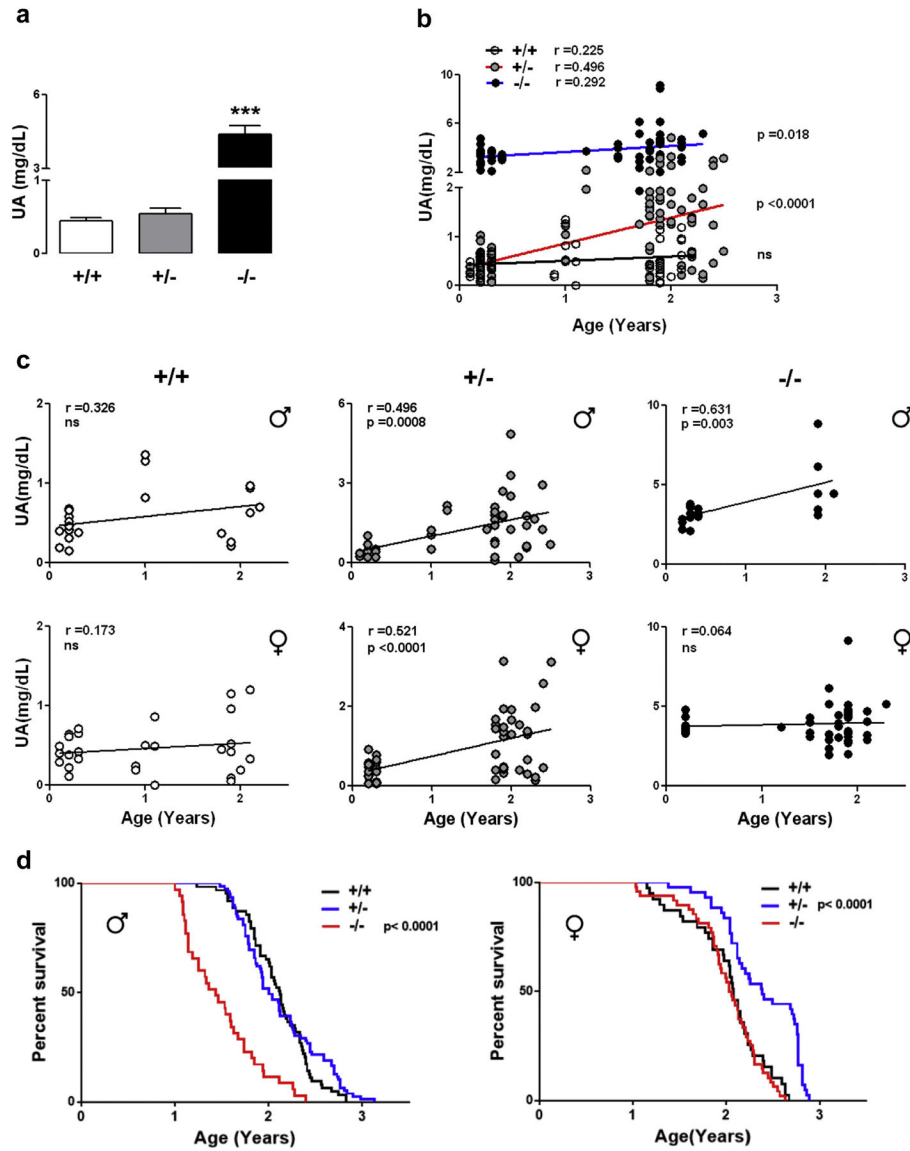 a
UA (mg/dL)
6
3
1
0
***
+/+
+/-
-/-
b
+/+ r =0.225
+/- r =0.496
-/- r =0.292
UA(mg/dL)
10
8
6
4
2
2
1
0
p =0.018
p <0.0001
ns
0 1 2 3
Age (Years)
c
+/+
+/-
-/-
r =0.326
ns
♂
UA(mg/dL)
2
1
0
0 1 2
r =0.496
p =0.0008
♂
6
4
2
0
0 1 2 3
r =0.631
p =0.003
♂
10
5
0
0 1 2 3
r =0.173
ns
♀
UA(mg/dL)
2
1
0
0 1 2
Age (Years)
r =0.521
p <0.0001
♀
4
2
0
0 1 2 3
Age (Years)
r =0.064
ns
♀
10
5
0
0 1 2
Age (Years)
d
Percent survival
100
50
0
♂
+/+
+/-
-/- p< 0.0001
0 1 2 3
Age (Years)
Percent survival
100
50
0
♀
+/+
+/- p< 0.0001
-/-
0 1 2 3
Age(Years)